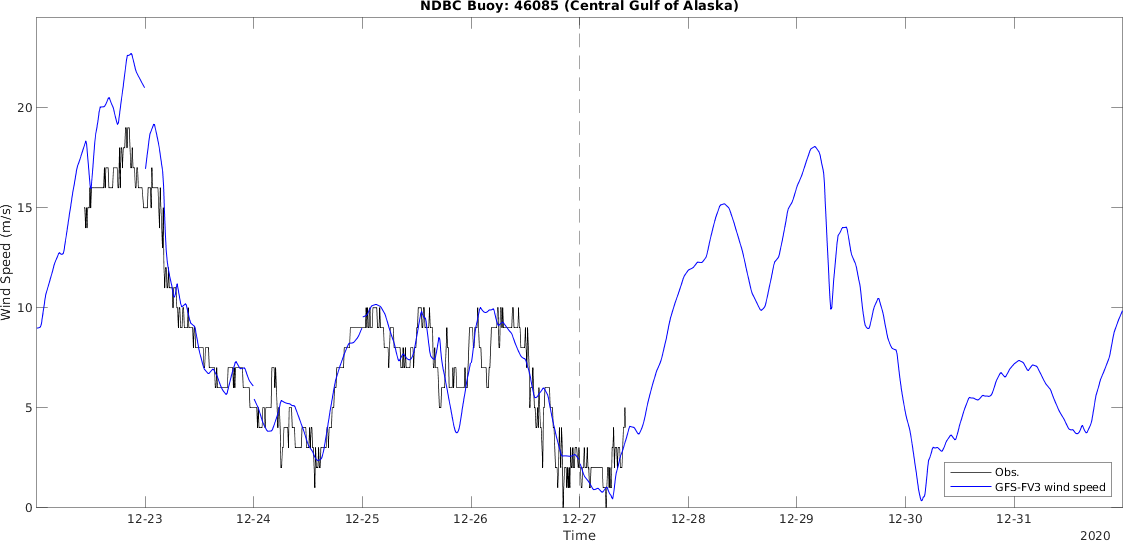 NDBC Buoy: 46085 (Central Gulf of Alaska)
Wind Speed (m/s)
20
15
10
5
0
12-23 12-24 12-25 12-26 12-27 12-28 12-29 12-30 12-31
Time
2020
Obs.
GFS-FV3 wind speed